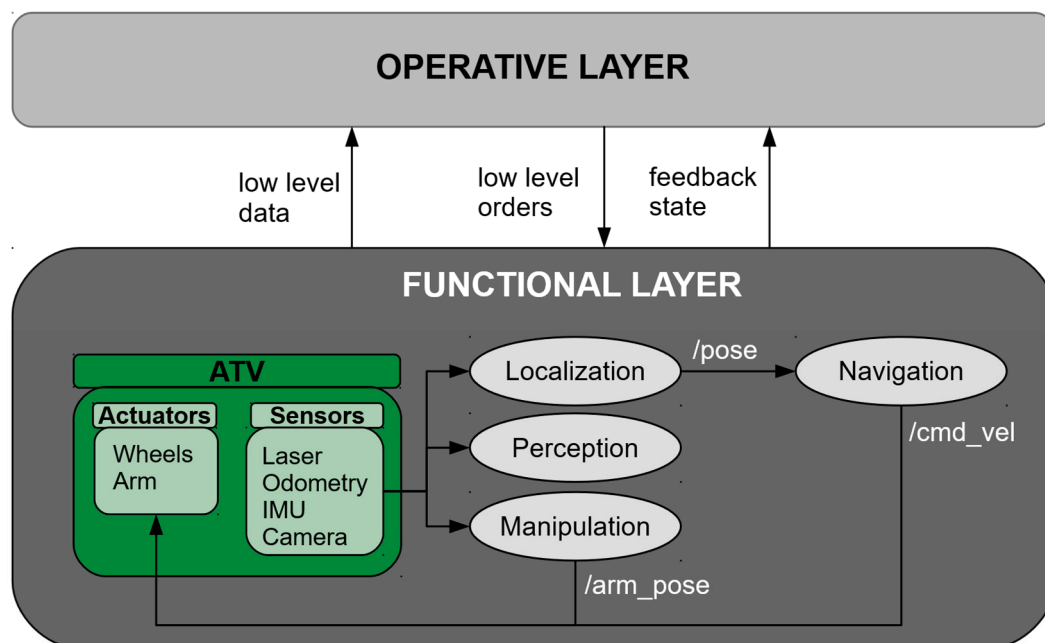 OPERATIVE LAYER
low level
data
low level
orders
feedback
state
FUNCTIONAL LAYER
ATV
Actuators
Wheels
Arm
Sensors
Laser
Odometry
IMU
Camera
Localization
/pose
Navigation
/cmd_vel
Perception
Manipulation
/arm_pose